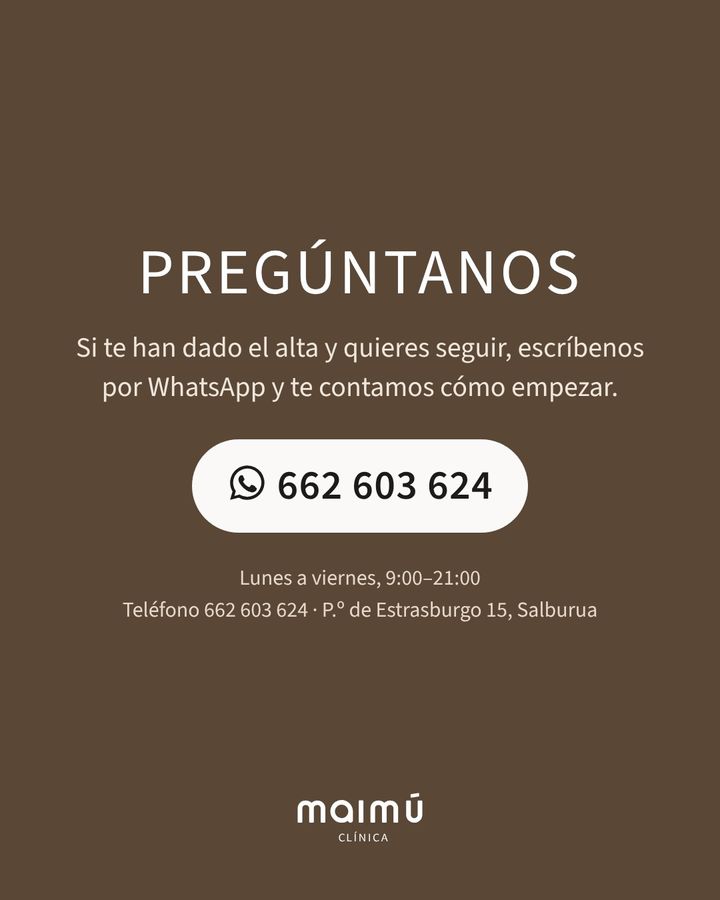 PREGÚNTANOS
Si te han dado el alta y quieres seguir, escríbenos
por WhatsApp y te contamos cómo empezar.
662 603 624
Lunes a viernes, 9:00–21:00
Teléfono 662 603 624 · P.º de Estrasburgo 15, Salburua
maimú
CLÍNICA